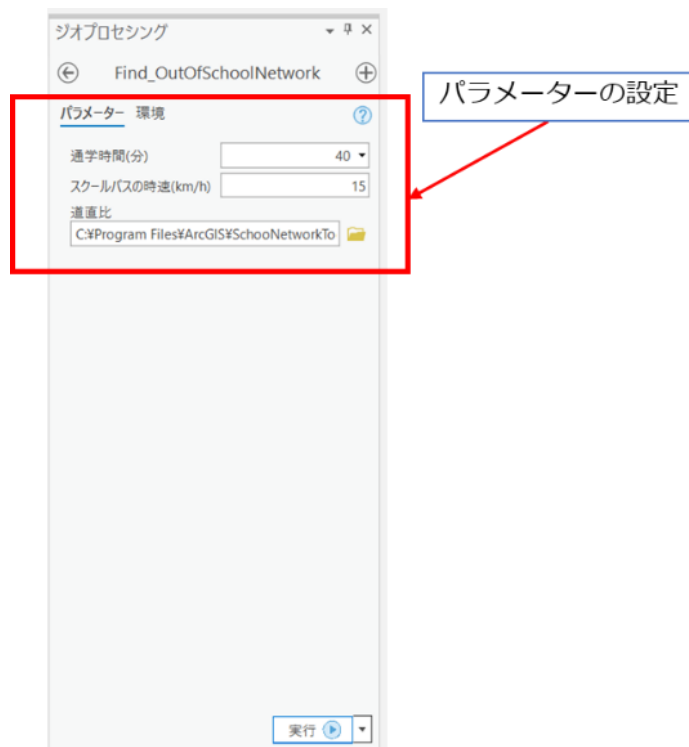 ジオプロセシング
Find_OutOfSchoolNetwork
パラメーターの設定
パラメーター 環境
通学時間(分) 40
スクールバスの時速(km/h) 15
道直比
C:¥Program Files¥ArcGIS¥SchooNetworkTo
実行